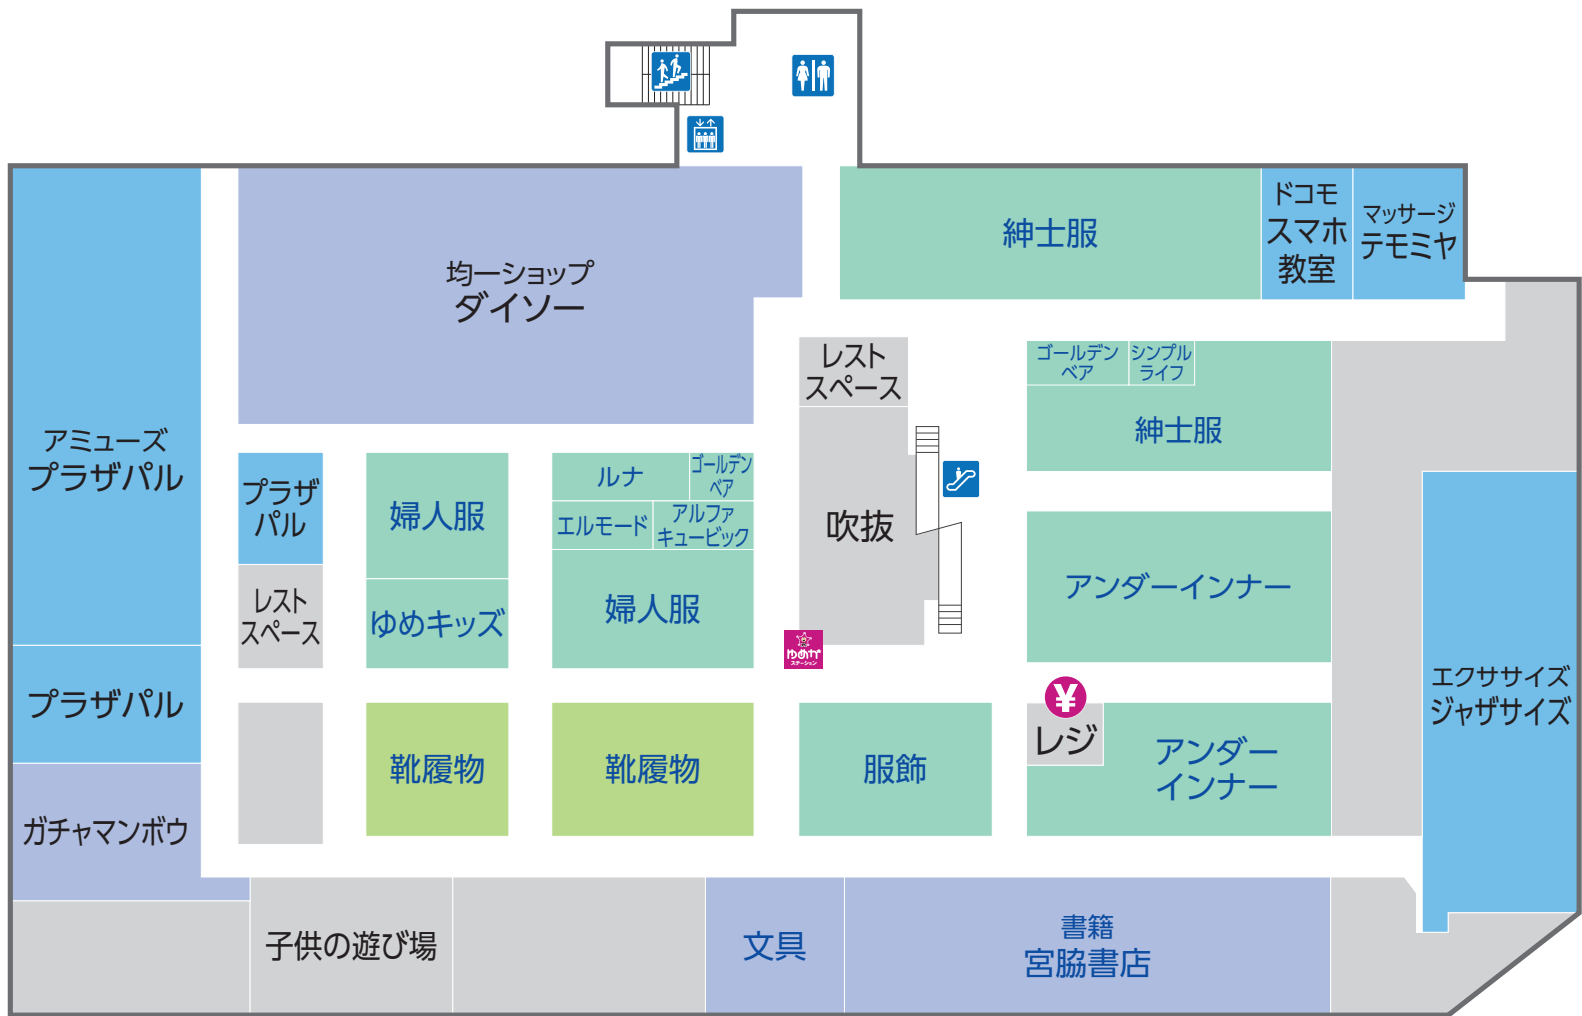 紳士服
ドコモ
スマホ
教室
マッサージ
テモミヤ
均一ショップ
ダイソー
レスト
スペース
ゴールデン
ベア
シンプル
ライフ
紳士服
アミューズ
プラザパル
プラザ
パル
婦人服
ルナ
ゴールデン
ベア
エルモード
アルファ
キュービック
吹抜
レスト
スペース
ゆめキッズ
婦人服
アンダーインナー
ゆめか
ステーション
プラザパル
エクササイズ
ジャザサイズ
¥
レジ
靴履物
靴履物
服飾
アンダー
インナー
ガチャマンボウ
子供の遊び場
文具
書籍
宮脇書店